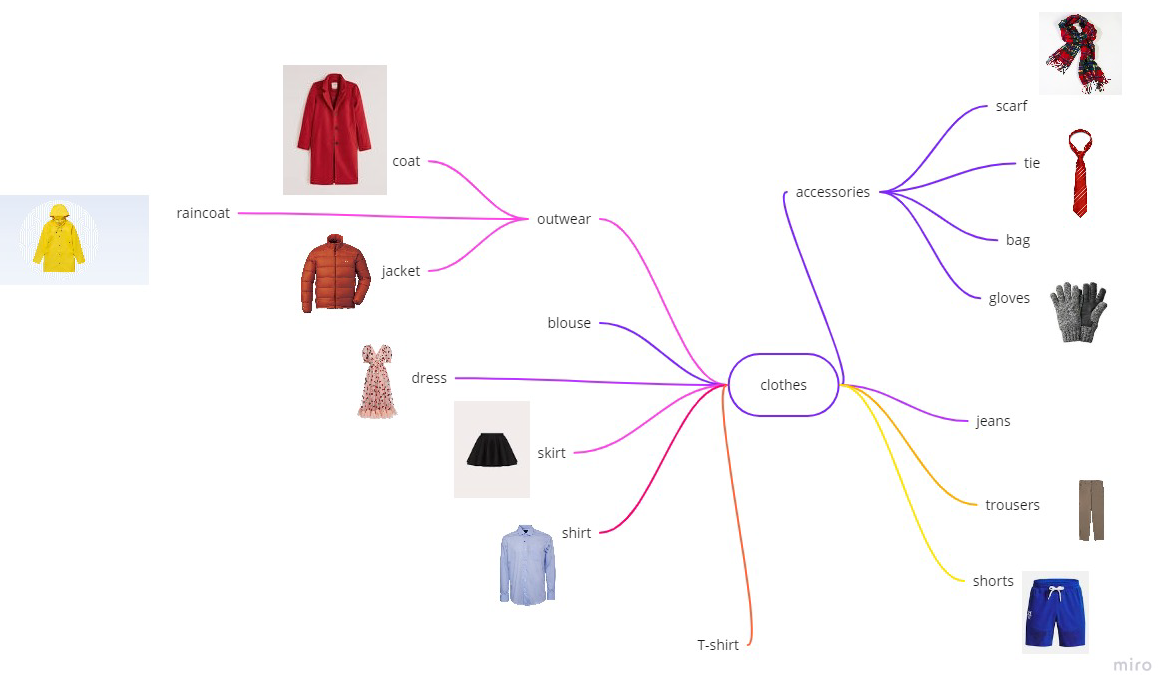 coat
raincoat
outwear
jacket
blouse
dress
skirt
shirt
T-shirt
clothes
accessories
scarf
tie
bag
gloves
jeans
trousers
shorts
miro